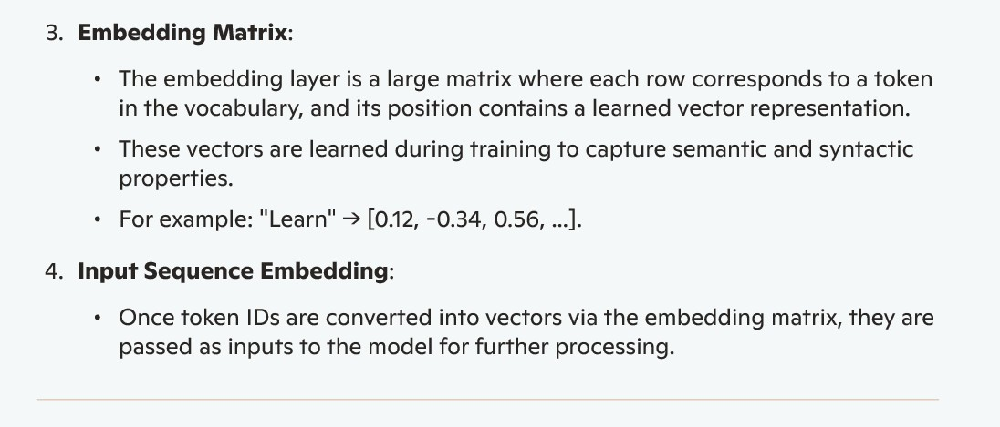 3. Embedding Matrix:
• The embedding layer is a large matrix where each row corresponds to a token
in the vocabulary, and its position contains a learned vector representation.
• These vectors are learned during training to capture semantic and syntactic
properties.
• For example: "Learn" → [0.12, -0.34, 0.56, ...].
4. Input Sequence Embedding:
• Once token IDs are converted into vectors via the embedding matrix, they are
passed as inputs to the model for further processing.